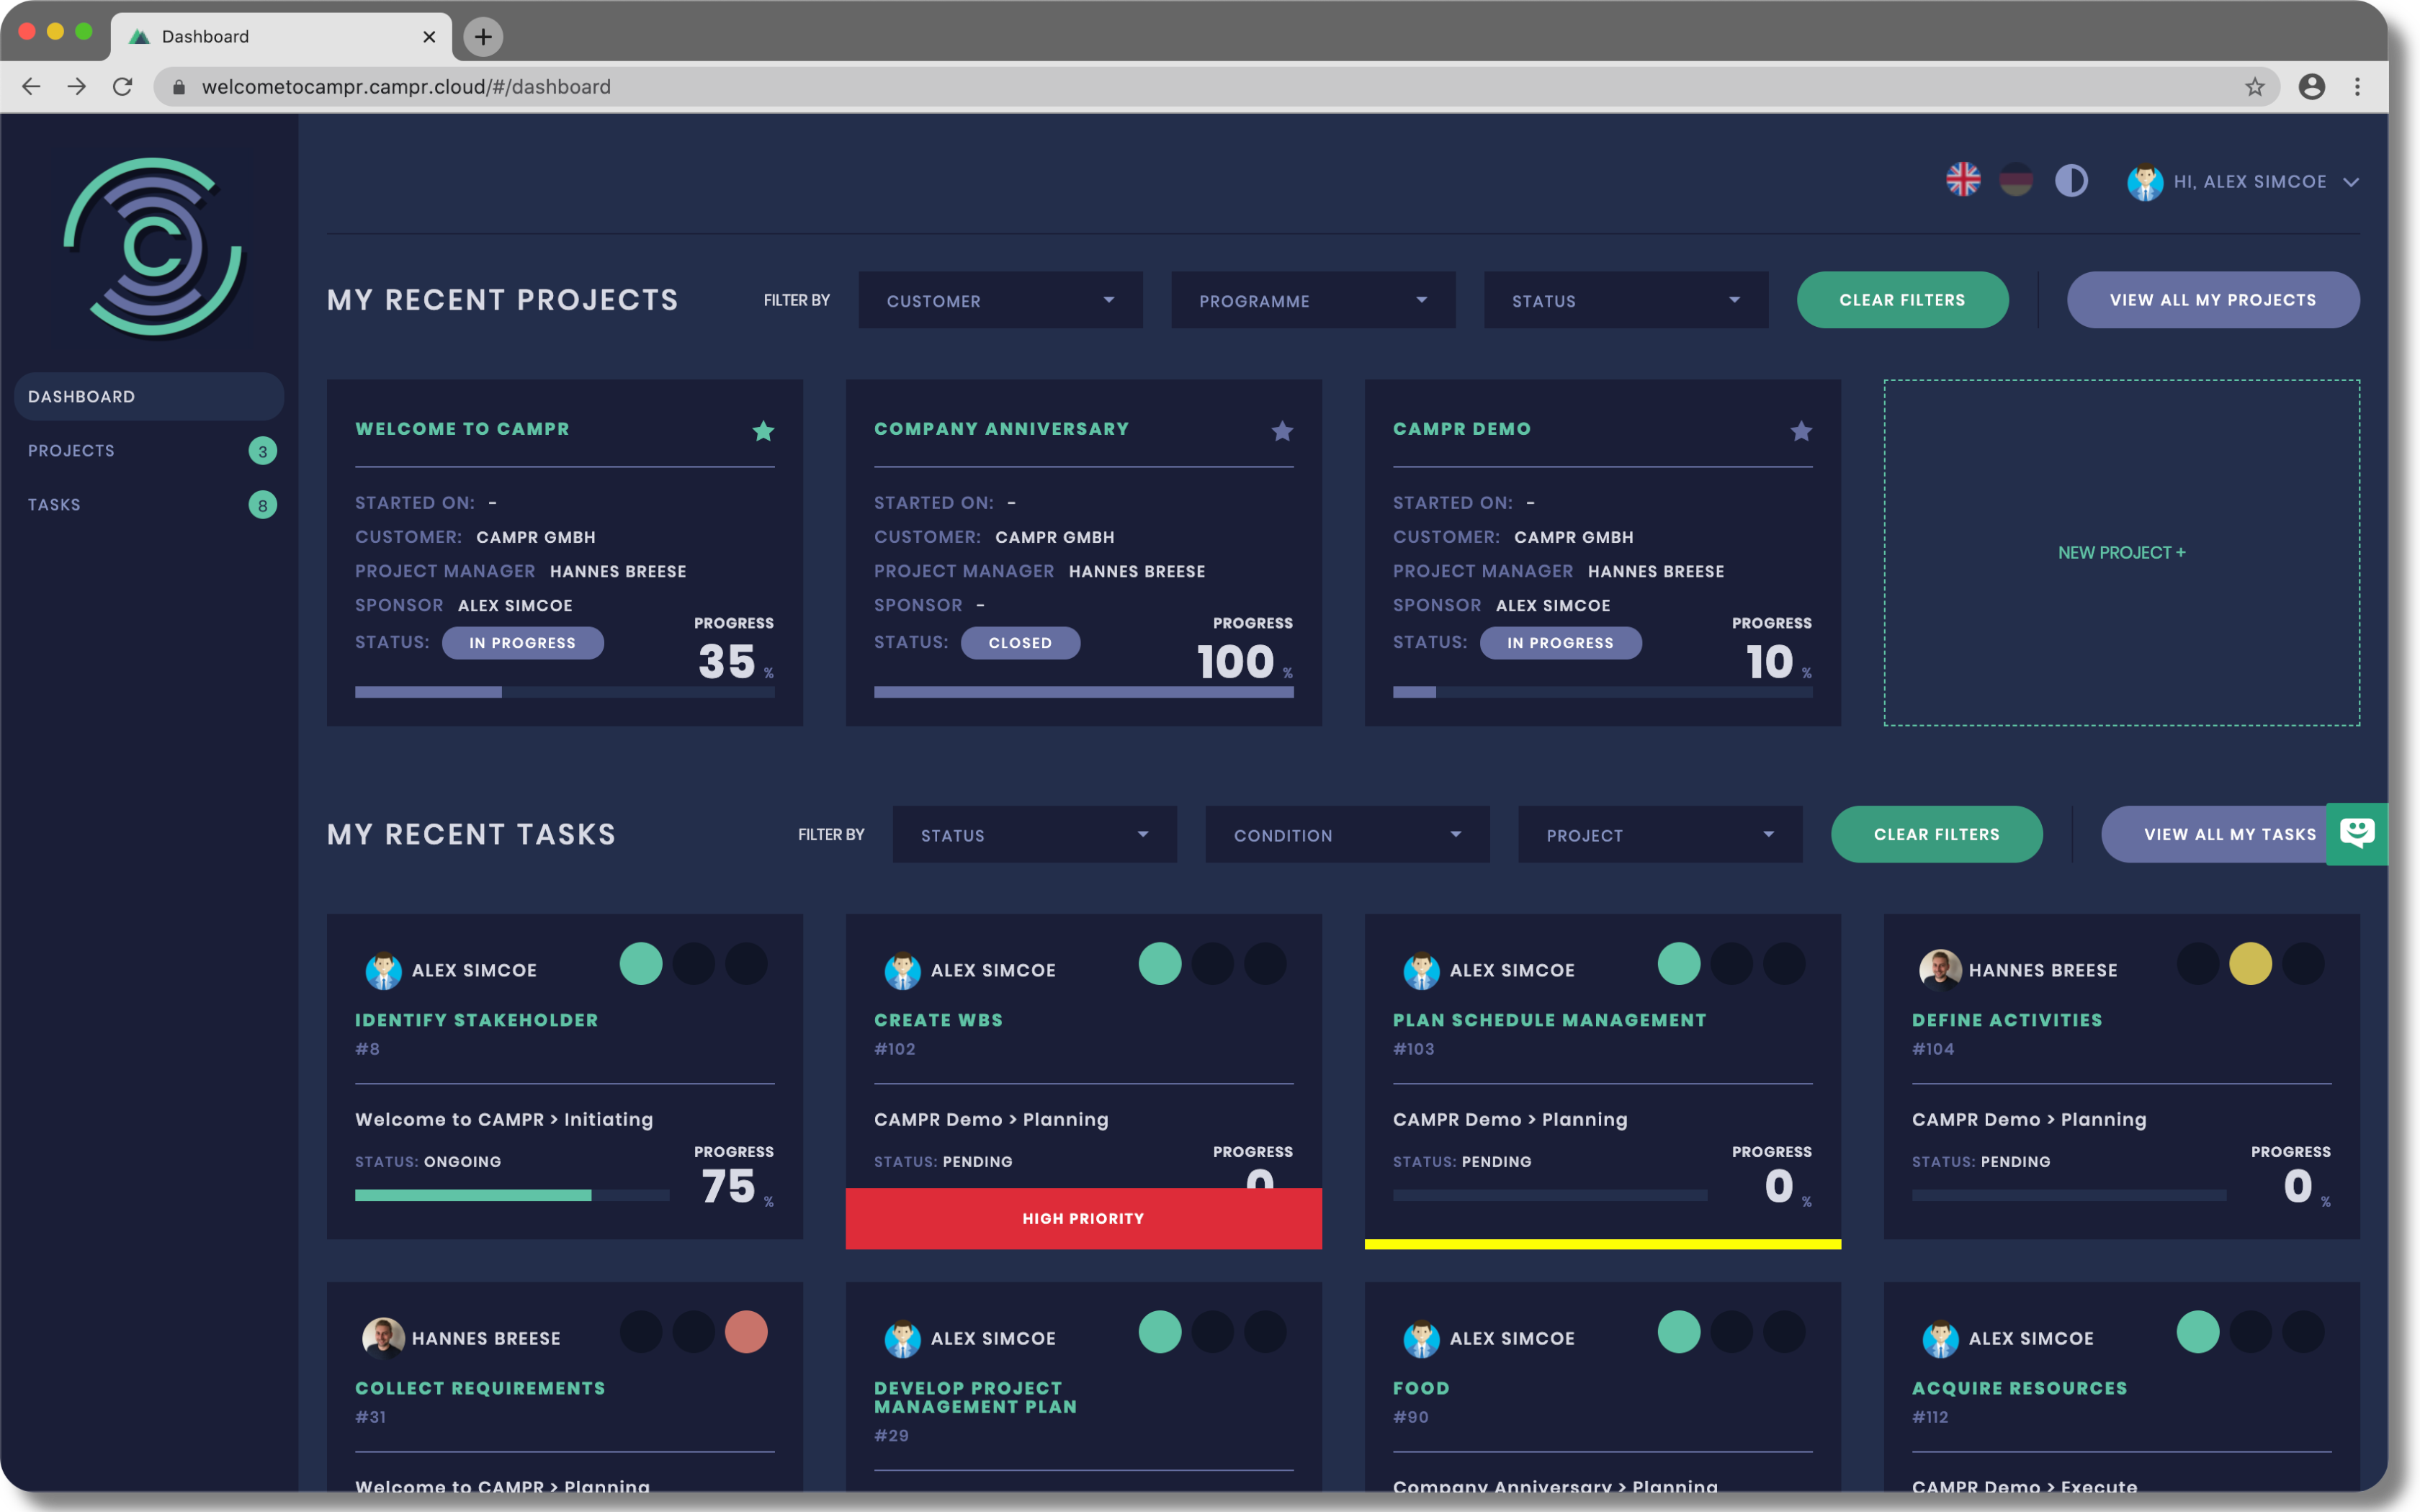 Dashboard
welcometocampr.campr.cloud/#/dashboard
C
HI, ALEX SIMCOE
MY RECENT PROJECTS
FILTER BY
CUSTOMER
PROGRAMME
STATUS
CLEAR FILTERS
VIEW ALL MY PROJECTS
DASHBOARD
PROJECTS 3
TASKS 8
WELCOME TO CAMPR
STARTED ON: -
CUSTOMER: CAMPR GMBH
PROJECT MANAGER HANNES BREESE
SPONSOR ALEX SIMCOE
STATUS: IN PROGRESS
PROGRESS
35 %
COMPANY ANNIVERSARY
STARTED ON: -
CUSTOMER: CAMPR GMBH
PROJECT MANAGER HANNES BREESE
SPONSOR -
STATUS: CLOSED
PROGRESS
100 %
CAMPR DEMO
STARTED ON: -
CUSTOMER: CAMPR GMBH
PROJECT MANAGER HANNES BREESE
SPONSOR ALEX SIMCOE
STATUS: IN PROGRESS
PROGRESS
10 %
NEW PROJECT +
MY RECENT TASKS
FILTER BY
STATUS
CONDITION
PROJECT
CLEAR FILTERS
VIEW ALL MY TASKS
ALEX SIMCOE
IDENTIFY STAKEHOLDER
#8
Welcome to CAMPR > Initiating
STATUS: ONGOING
PROGRESS
75 %
ALEX SIMCOE
CREATE WBS
#102
CAMPR Demo > Planning
STATUS: PENDING
PROGRESS
0
HIGH PRIORITY
ALEX SIMCOE
PLAN SCHEDULE MANAGEMENT
#103
CAMPR Demo > Planning
STATUS: PENDING
PROGRESS
0 %
HANNES BREESE
DEFINE ACTIVITIES
#104
CAMPR Demo > Planning
STATUS: PENDING
PROGRESS
0 %
HANNES BREESE
COLLECT REQUIREMENTS
#31
Welcome to CAMPR > Planning
ALEX SIMCOE
DEVELOP PROJECT
MANAGEMENT PLAN
#29
ALEX SIMCOE
FOOD
#90
Company Anniversary > Planning
ALEX SIMCOE
ACQUIRE RESOURCES
#112
CAMPR Demo > Execute